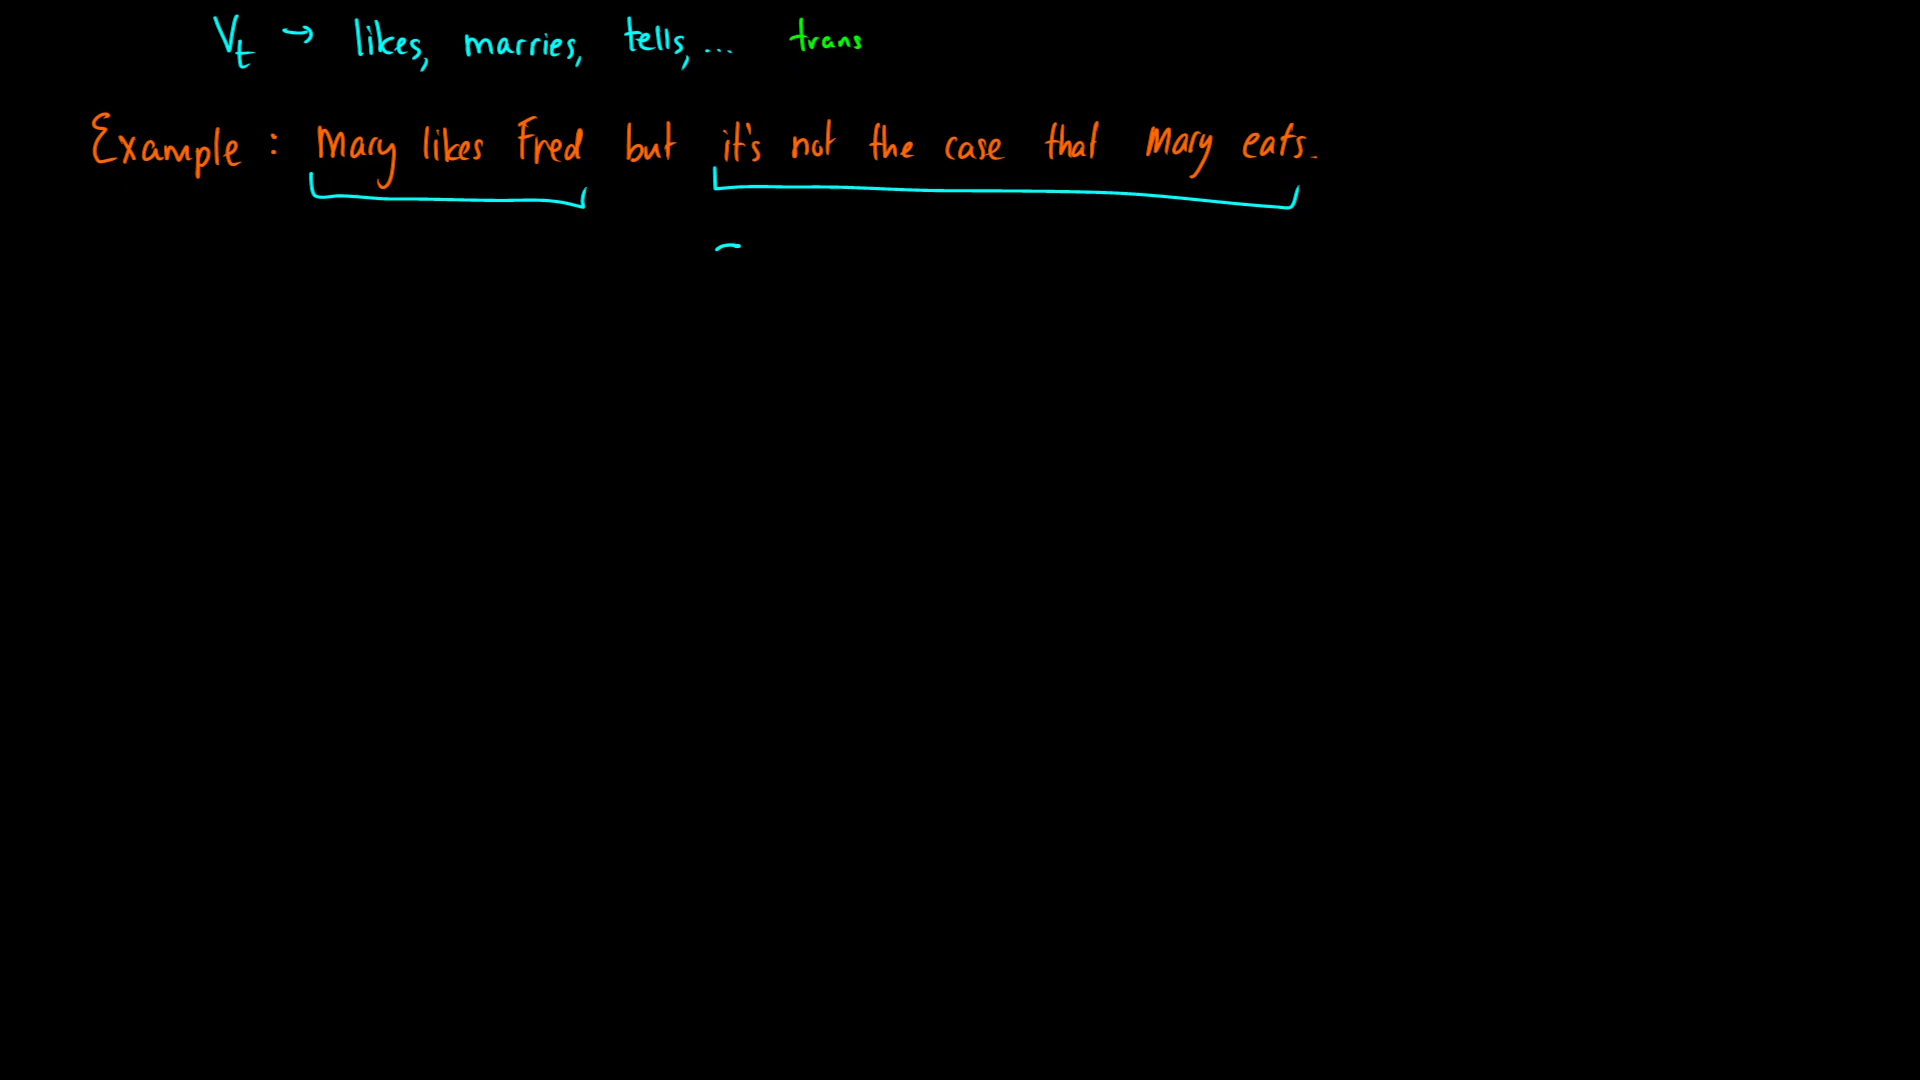 Vt → likes, marries, tells, ... trans
Example : Mary likes Fred but it's not the case that Mary eats.